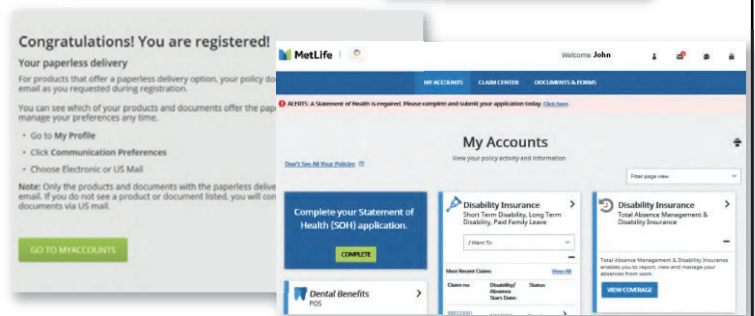 Congratulations! You are registered!
Your paperless delivery
For products that offer a paperless delivery option, your policy
email as you requested during registration.
You can see which of your products and documents offer the
manage your preferences any time.
• Go to My Profile
• Click Communication Preferences
• Choose Electronic or US Mail
Note: Only the products and documents with the paperless
email. If you do not see a product or document listed, you will
documents via US mail.
GO TO MYACCOUNTS
MetLife
Welcome John
MY ACCOUNTS CLAIM CENTER DOCUMENTS & FORMS
ALERTS: A Statement of Health is required, Please complete and submit your application today. Click here
My Accounts
View your policy activity and information
Don't See All Your Policies
Filter page view
Complete your Statement of
Health (SOH) application.
COMPLETE
Dental Benefits
POS
Disability Insurance
Short Term Disability, Long Term
Disability, Paid Family
Leave
I Want To
Most Recent Claims View All
Claim no Disability/ Status
Absence
Start Date
Disability Insurance
Total Absence Management &
Disability Insurance
Total Absence Management & Disability Insurance
enables you to report, view and manage your
absences from work.
VIEW COVERAGE